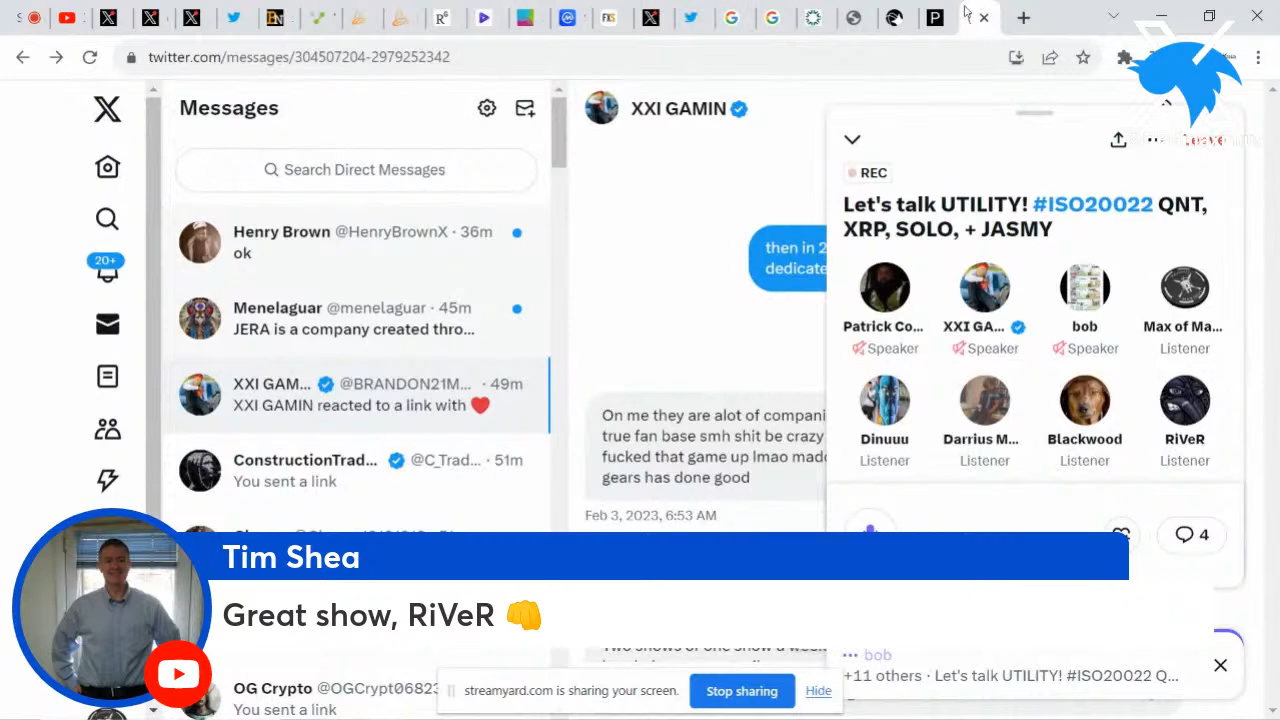 twitter.com/messages/304507204-2979252342
Messages
Search Direct Messages
Henry Brown @HenryBrownX · 36m
ok
20+
Menelaguar @menelaguar · 45m
JERA is a company created thro...
XXI GAM... @BRANDON21M... · 49m
XXI GAMIN reacted to a link with ❤️
ConstructionTrad... @C_Trad... · 51m
You sent a link
OG Crypto @OGCrypt06823
You sent a link
XXI GAMIN
then in 2
dedicate
On me they are alot of compani
true fan base smh shit be crazy
fucked that game up lmao mado
gears has done good
Feb 3, 2023, 6:53 AM
REC
Let's talk UTILITY! #ISO20022 QNT,
XRP, SOLO, + JASMY
Patrick Co... XXI GA... bob Max of Ma...
Speaker Speaker Speaker Listener
Dinuuu Darrius M... Blackwood RiVeR
Listener Listener Listener Listener
4
Tim Shea
Great show, RiVeR 👊
bob
+11 others · Let's talk UTILITY! #ISO20022 Q...
streamyard.com is sharing your screen. Stop sharing Hide